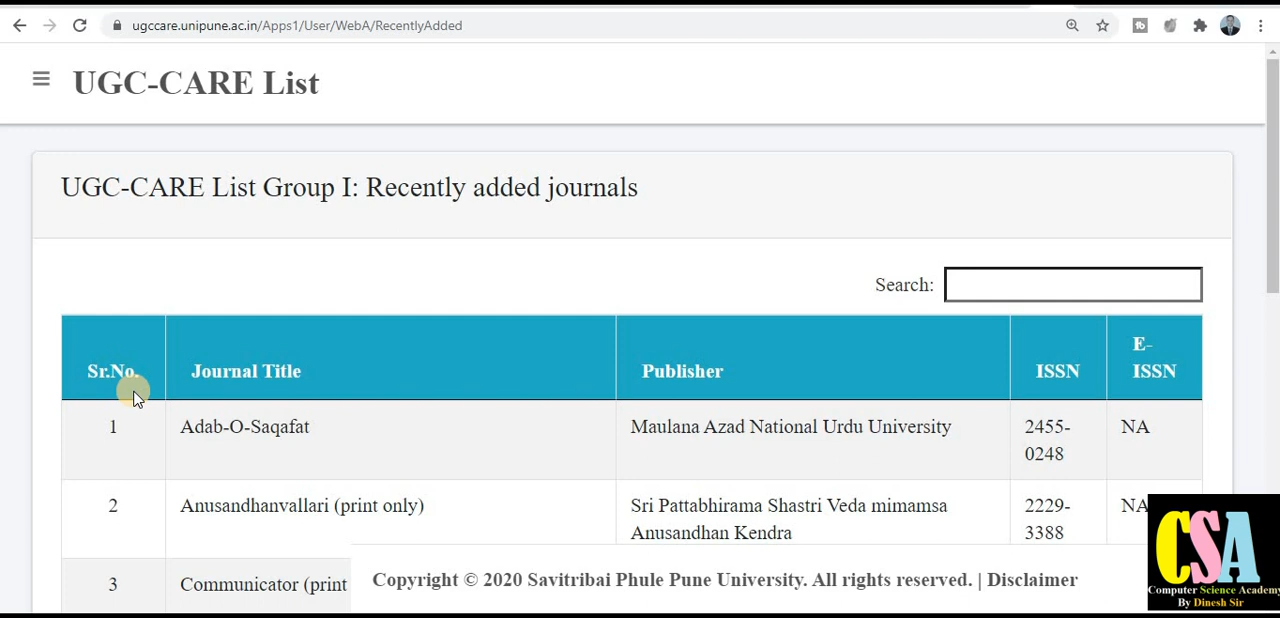 ugccare.unipune.ac.in/Apps1/User/WebA/RecentlyAdded
UGC-CARE List
UGC-CARE List Group I: Recently added journals
Search:
Sr.No. Journal Title Publisher ISSN E-
ISSN
1 Adab-O-Saqafat Maulana Azad National Urdu University 2455- NA
0248
2 Anusandhanvallari (print only) Sri Pattabhirama Shastri Veda mimamsa 2229- NA
Anusandhan Kendra 3388
3 Communicator (print
Copyright © 2020 Savitribai Phule Pune University. All rights reserved. | Disclaimer
CSA
Computer Science Academy
By Dinesh Sir